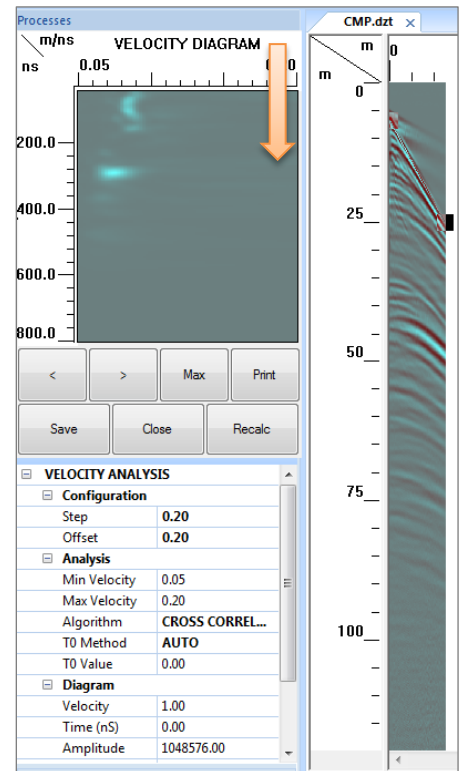 Processes
m/ns VELOCITY DIAGRAM
ns 0.05
200.0
400.0
600.0
800.0
< > Max Print
Save Close Recalc
VELOCITY ANALYSIS
Configuration
Step 0.20
Offset 0.20
Analysis
Min Velocity 0.05
Max Velocity 0.20
Algorithm CROSS CORREL...
T0 Method AUTO
T0 Value 0.00
Diagram
Velocity 1.00
Time (nS) 0.00
Amplitude 1048576.00
CMP.dzt ×
m 0
m
0
25
50
75
100